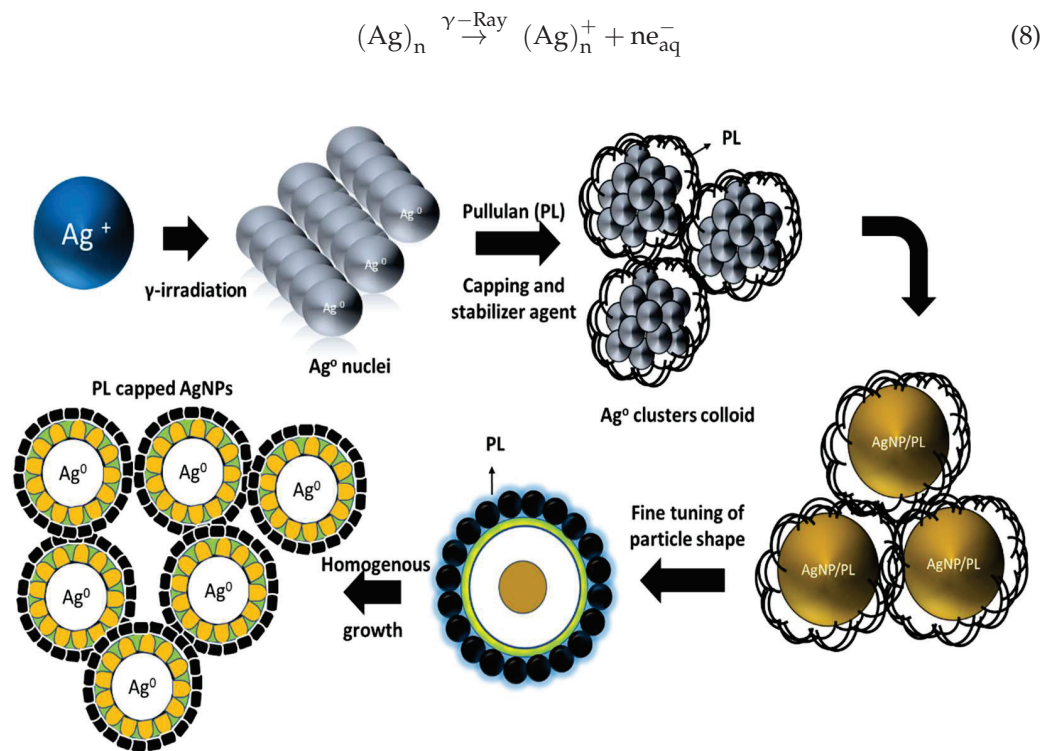 (Ag)n γ−Ray → (Ag)n+ + ne−aq (8)
Ag +
γ-irradiation
Ag⁰
Ag⁰
Ag⁰
Ag⁰ nuclei
Pullulan (PL)
Capping and
stabilizer agent
PL
Ag⁰ clusters colloid
AgNP/PL
AgNP/PL
AgNP/PL
Fine tuning of
particle shape
PL
Homogenous
growth
PL capped AgNPs
Ag⁰
Ag⁰
Ag⁰
Ag⁰
Ag⁰
Ag⁰